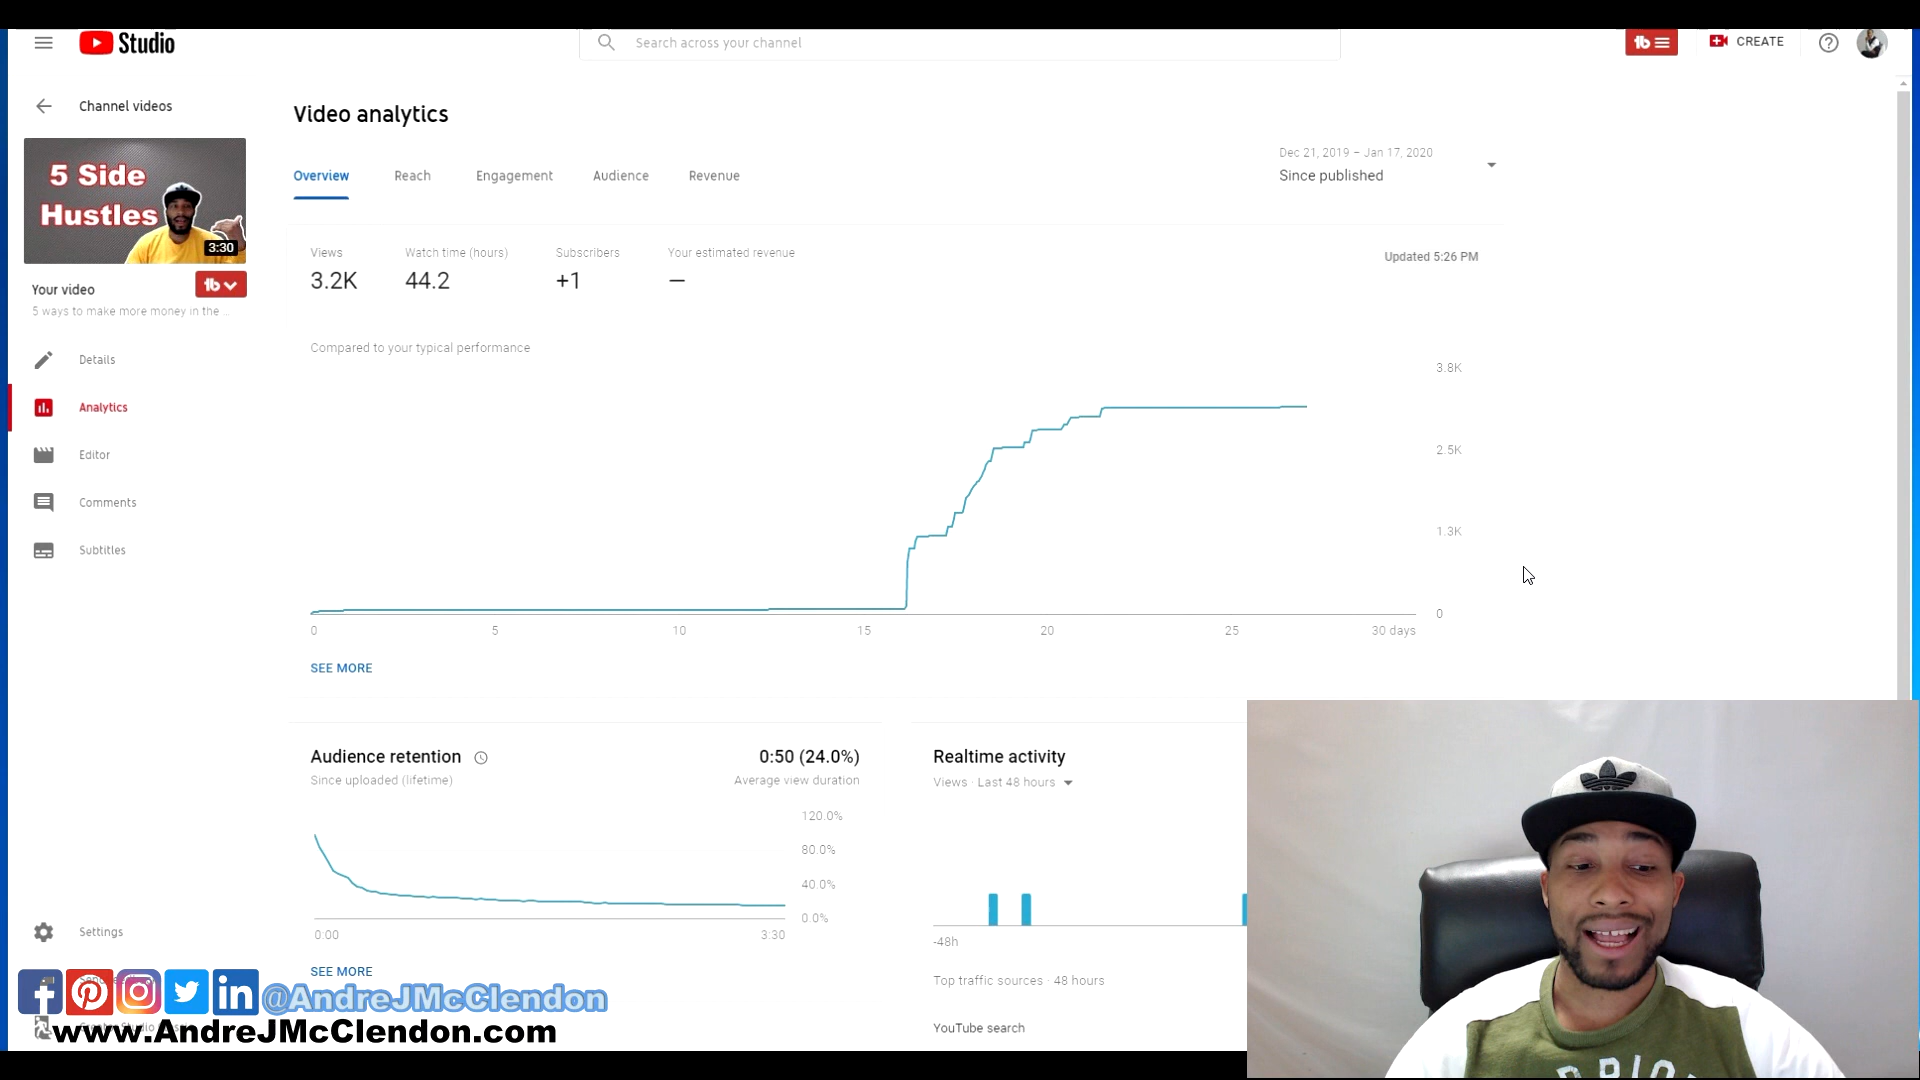 Studio
Search across your channel
CREATE
Channel videos
5 Side
Hustles
3:30
Your video
5 ways to make more money in the ...
Details
Analytics
Editor
Comments
Subtitles
Settings
Video analytics
Overview
Reach
Engagement
Audience
Revenue
Dec 21, 2019 – Jan 17, 2020
Since published
Views
3.2K
Watch time (hours)
44.2
Subscribers
+1
Your estimated revenue
—
Updated 5:26 PM
Compared to your typical performance
3.8K
2.5K
1.3K
0
0 5 10 15 20 25 30 days
SEE MORE
Audience retention
0:50 (24.0%)
Since uploaded (lifetime)
Average view duration
120.0%
80.0%
40.0%
0.0%
0:00 3:30
SEE MORE
Realtime activity
Views · Last 48 hours
-48h
Top traffic sources · 48 hours
YouTube search
@AndreJMcClendon
www.AndreJMcClendon.com